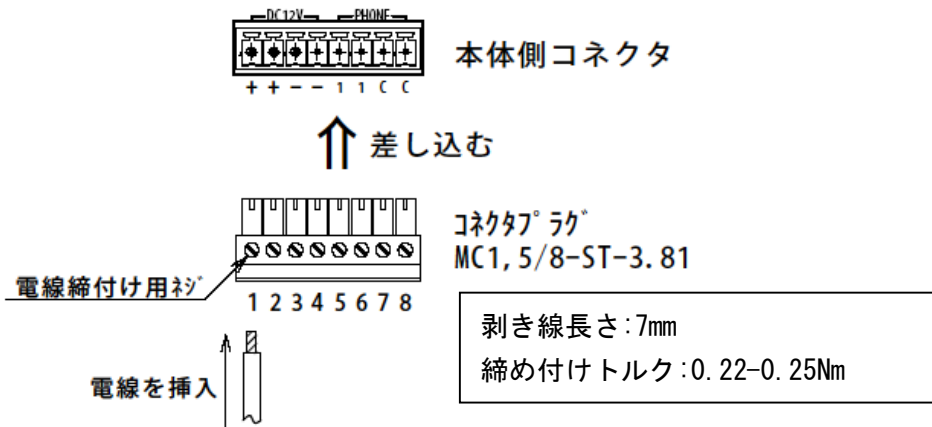 DC12V PHONE
+ + - - 1 1 C C
本体側コネクタ
差し込む
コネクタプラグ
MC1,5/8-ST-3.81
電線締付け用ネジ
1 2 3 4 5 6 7 8
電線を挿入
剥き線長さ:7mm
締め付けトルク:0.22-0.25Nm